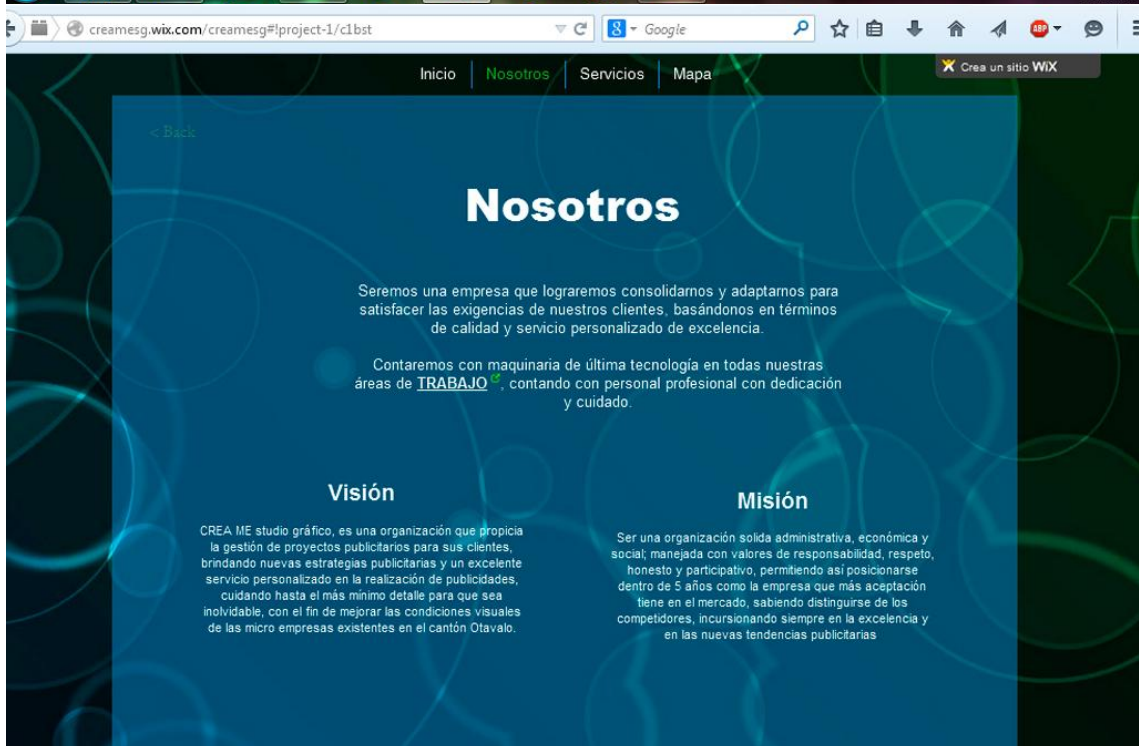 creamesg.wix.com/creamesg#!project-1/c1bst
8 Google
ABP
Inicio Nosotros Servicios Mapa
Crea un sitio WiX
< Back
Nosotros
Seremos una empresa que lograremos consolidarnos y adaptarnos para
satisfacer las exigencias de nuestros clientes, basándonos en términos
de calidad y servicio personalizado de excelencia.
Contaremos con maquinaria de última tecnología en todas nuestras
áreas de TRABAJO, contando con personal profesional con dedicación
y cuidado.
Visión
CREA ME studio gráfico, es una organización que propicia
la gestión de proyectos publicitarios para sus clientes,
brindando nuevas estrategias publicitarias y un excelente
servicio personalizado en la realización de publicidades,
cuidando hasta el más mínimo detalle para que sea
inolvidable, con el fin de mejorar las condiciones visuales
de las micro empresas existentes en el cantón Otavalo.
Misión
Ser una organización solida administrativa, económica y
social; manejada con valores de responsabilidad, respeto,
honesto y participativo, permitiendo así posicionarse
dentro de 5 años como la empresa que más aceptación
tiene en el mercado, sabiendo distinguirse de los
competidores, incursionando siempre en la excelencia y
en las nuevas tendencias publicitarias